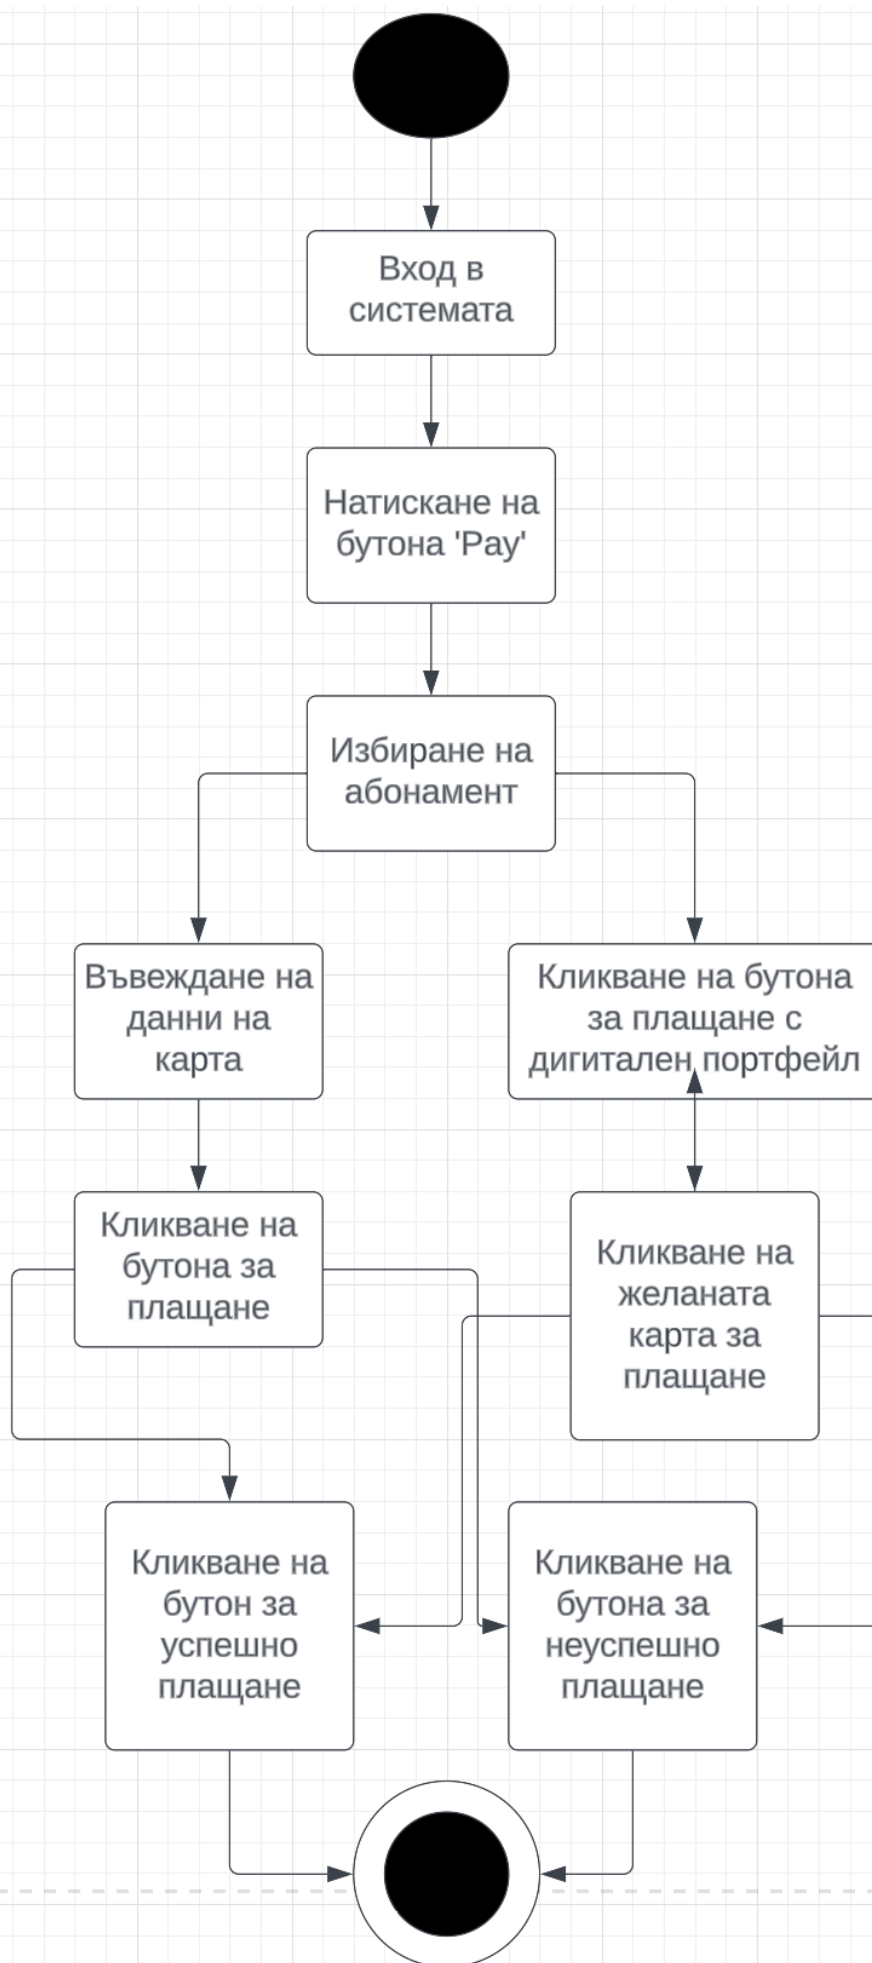 Вход в
системата
Натискане на
бутона 'Pay'
Избиране на
абонамент
Въвеждане на
данни на
карта
Кликване на бутона
за плащане с
дигитален портфейл
Кликване на
бутона за
плащане
Кликване на
желаната
карта за
плащане
Кликване на
бутон за
успешно
плащане
Кликване на
бутона за
неуспешно
плащане